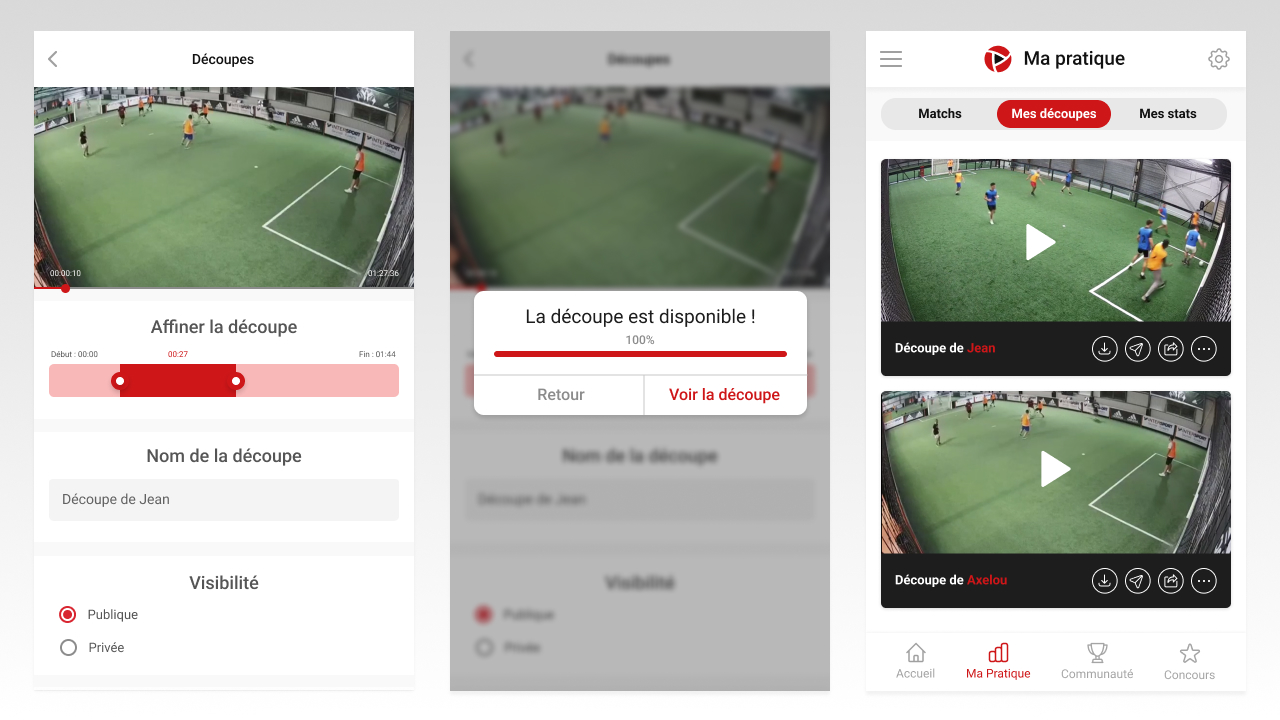 Découpes
INTERSPORT
00:00:10
01:27:36
Affiner la découpe
Début : 00:00
00:27
Fin : 01:44
Nom de la découpe
Découpe de Jean
Visibilité
Publique
Privée
Découpes
La découpe est disponible !
100%
Retour
Voir la découpe
Nom de la découpe
Découpe de Jean
Visibilité
Publique
Privée
Ma pratique
Matchs
Mes découpes
Mes stats
Découpe de Jean
INTERSPORT
Découpe de Axelou
Accueil
Ma Pratique
Communauté
Concours